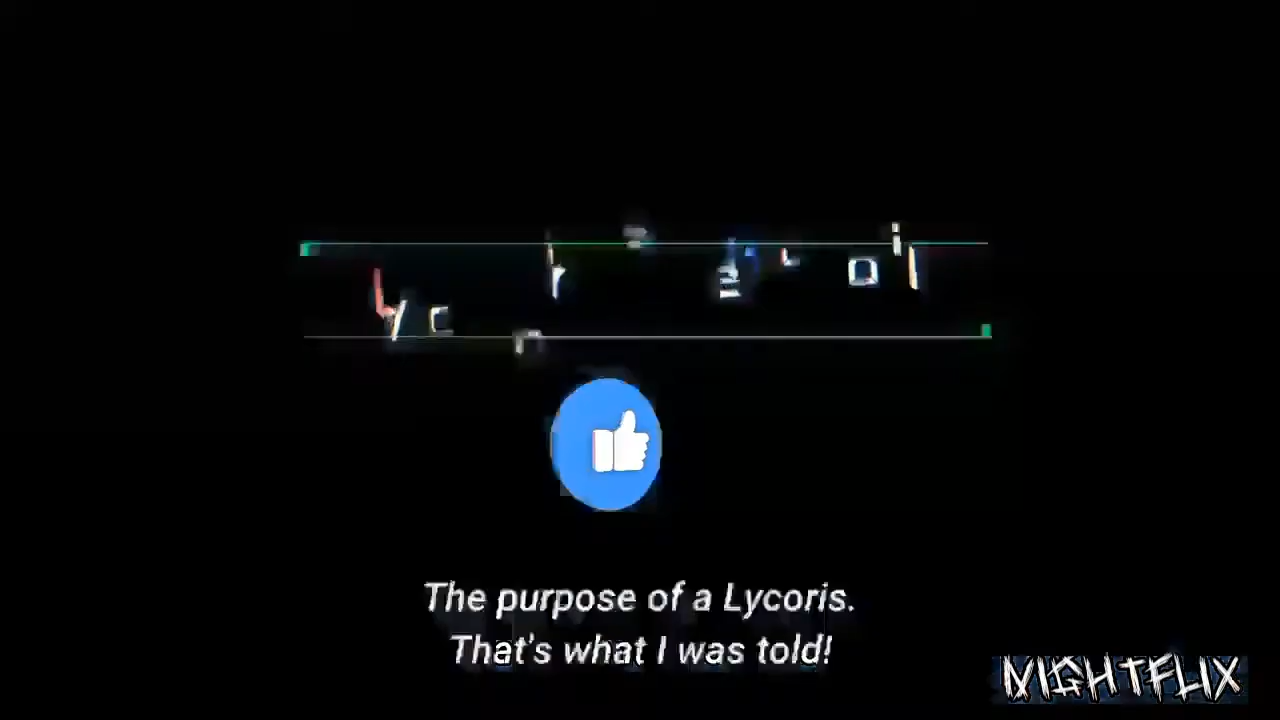 The purpose of a Lycoris.
That's what I was told!
NIGHTFLIX